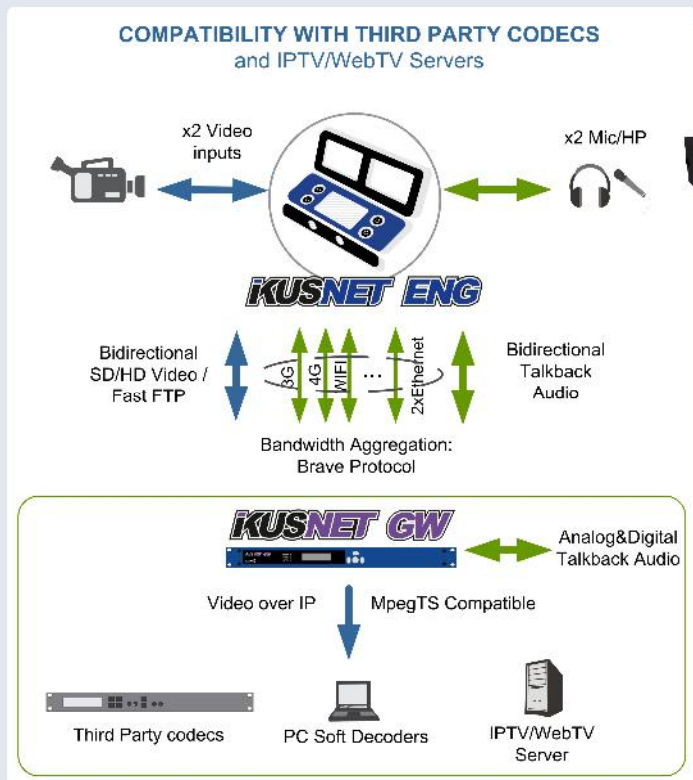 COMPATIBILITY WITH THIRD PARTY CODECS
and IPTV/WebTV Servers
x2 Video
inputs
x2 Mic/HP
iKUSNET ENG
Bidirectional
SD/HD Video /
Fast FTP
3G
4G
WIFI
...
2xEthernet
Bidirectional
Talkback
Audio
Bandwidth Aggregation:
Brave Protocol
iKUSNET GW
Analog&Digital
Talkback Audio
Video over IP
MpegTS Compatible
Third Party codecs
PC Soft Decoders
IPTV/WebTV
Server